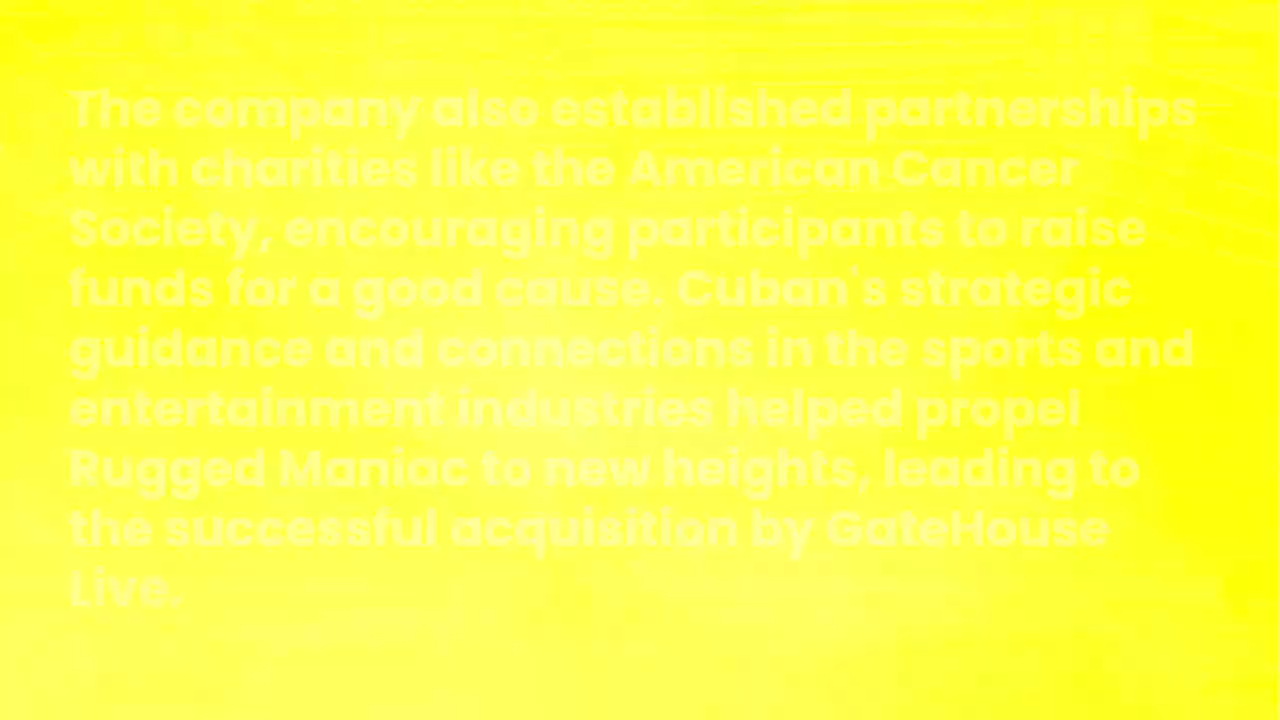 The company also established partnerships
with charities like the American Cancer
Society, encouraging participants to raise
funds for a good cause. Cuban's strategic
guidance and connections in the sports and
entertainment industries helped propel
Rugged Maniac to new heights, leading to
the successful acquisition by GateHouse
Live.